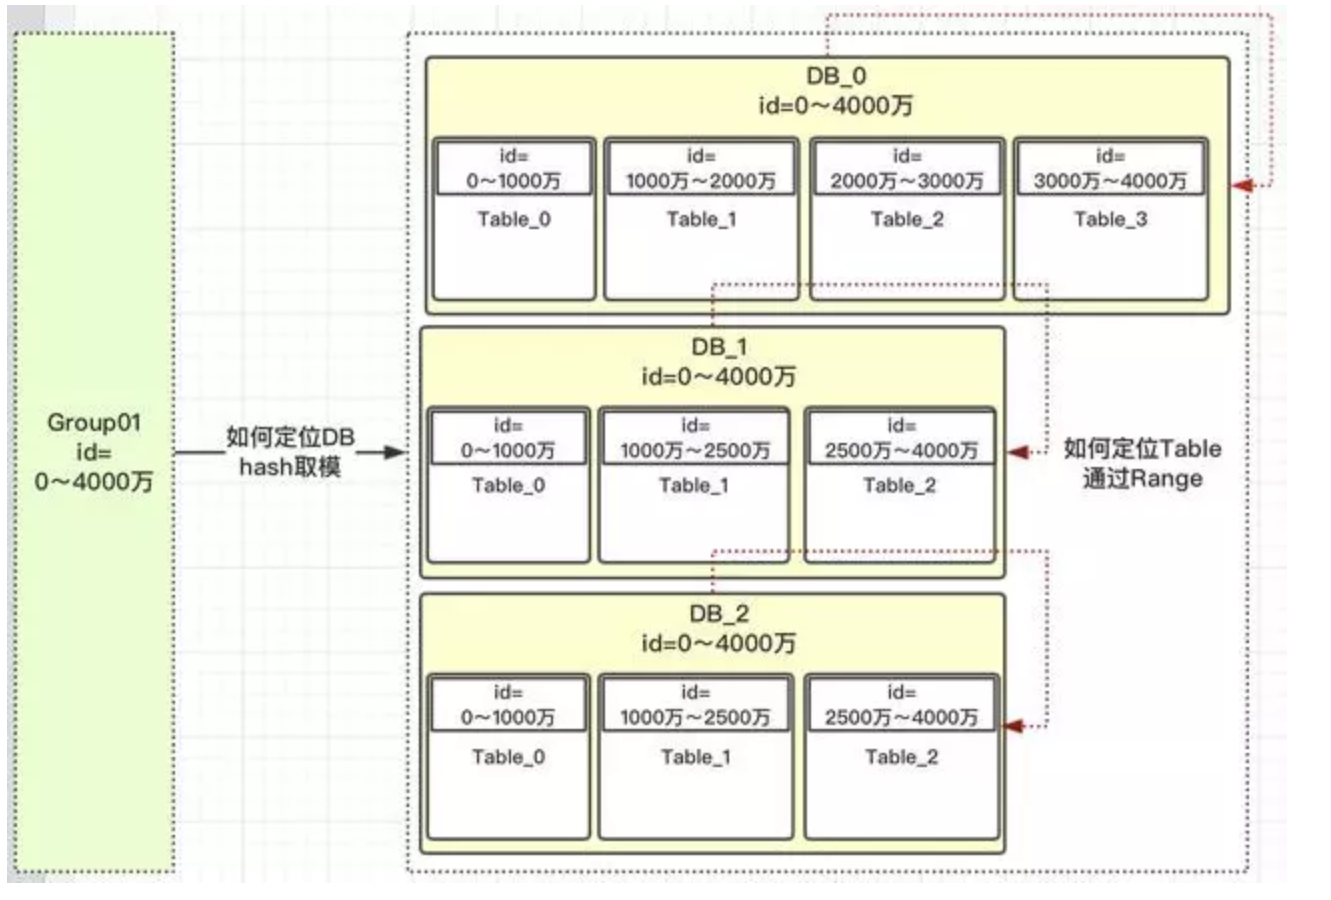 Group01
id=
0～4000万
如何定位DB
hash取模
DB_0
id=0～4000万
id=
0～1000万
Table_0
id=
1000万～2000万
Table_1
id=
2000万～3000万
Table_2
id=
3000万～4000万
Table_3
DB_1
id=0～4000万
id=
0～1000万
Table_0
id=
1000万～2500万
Table_1
id=
2500万～4000万
Table_2
如何定位Table
通过Range
DB_2
id=0～4000万
id=
0～1000万
Table_0
id=
1000万～2500万
Table_1
id=
2500万～4000万
Table_2